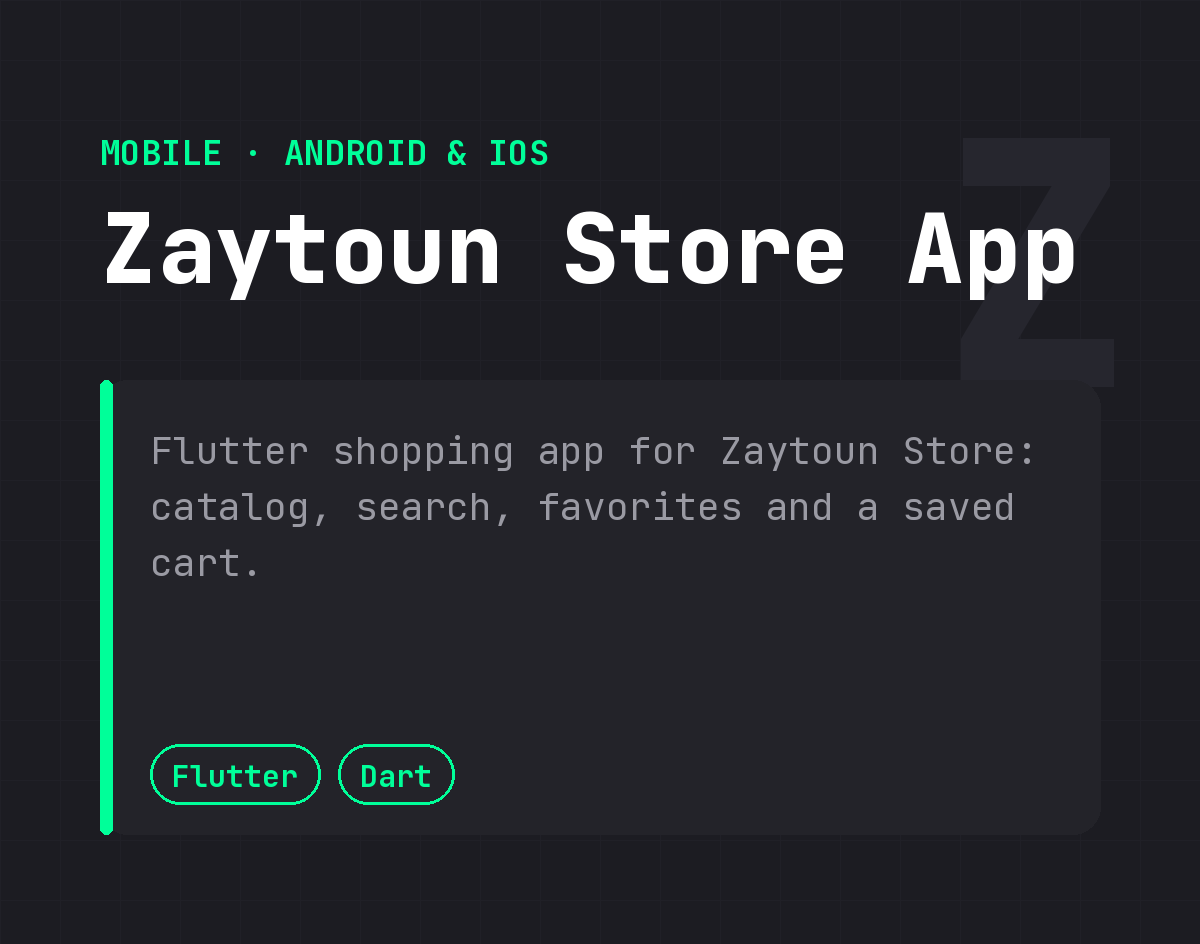 MOBILE · ANDROID & IOS
Zaytoun Store App
Z
Flutter shopping app for Zaytoun Store:
catalog, search, favorites and a saved
cart.
Flutter
Dart